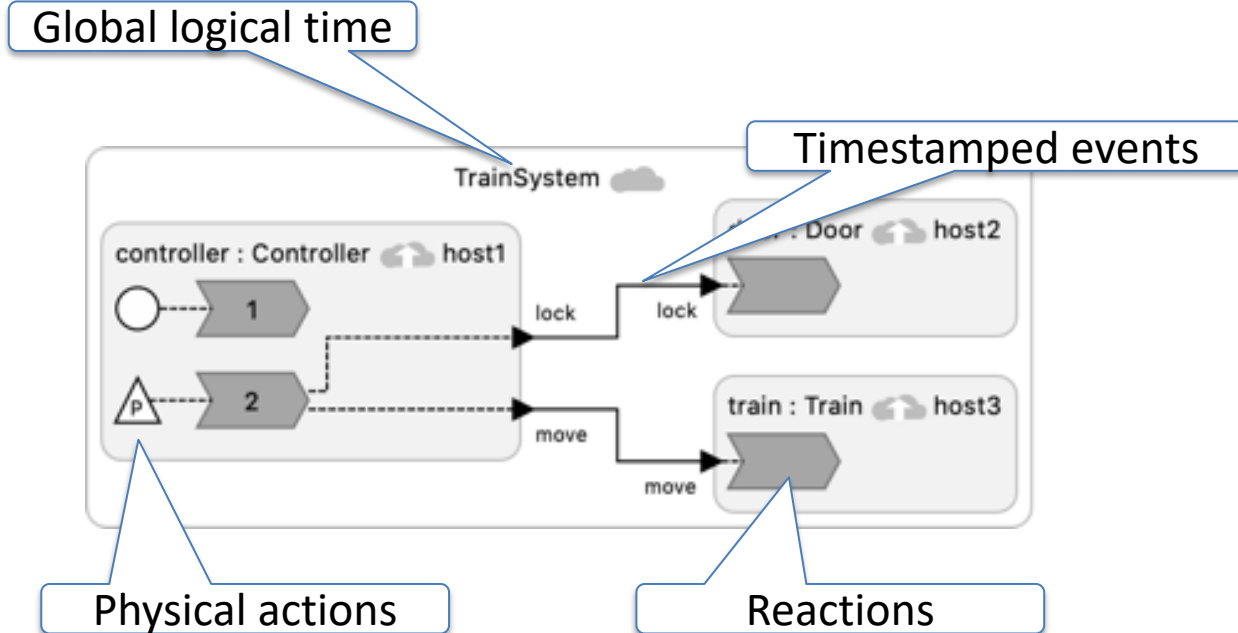 Global logical time
Timestamped events
TrainSystem
controller : Controller host1
: Door host2
1
lock
lock
P
2
train : Train host3
move
move
Physical actions
Reactions